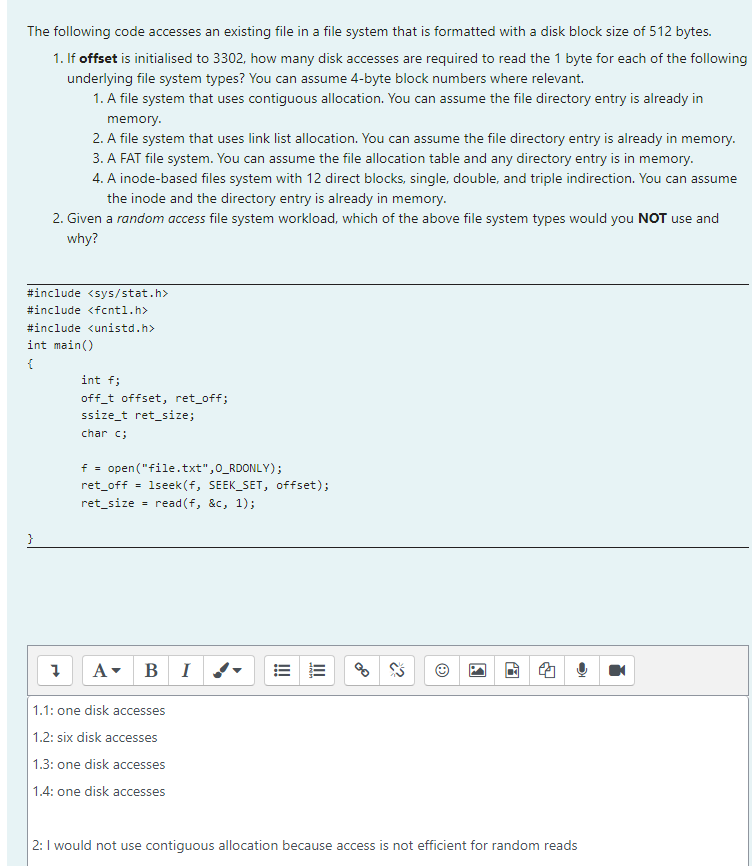 The following code accesses an existing file in a file system that is formatted with a disk block size of 512 bytes.
1. If offset is initialised to 3302, how many disk accesses are required to read the 1 byte for each of the following
underlying file system types? You can assume 4-byte block numbers where relevant.
1. A file system that uses contiguous allocation. You can assume the file directory entry is already in
memory.
2. A file system that uses link list allocation. You can assume the file directory entry is already in memory.
3. A FAT file system. You can assume the file allocation table and any directory entry is in memory.
4. A inode-based files system with 12 direct blocks, single, double, and triple indirection. You can assume
the inode and the directory entry is already in memory.
2. Given a random access file system workload, which of the above file system types would you NOT use and
why?
#include <sys/stat.h>
#include <fcntl.h>
#include <unistd.h>
int main()
{
int f;
off_t offset, ret_off;
ssize_t ret_size;
char c;
f = open("file.txt",O_RDONLY);
ret_off = lseek(f, SEEK_SET, offset);
ret_size = read(f, &c, 1);
}
A B I
1.1: one disk accesses
1.2: six disk accesses
1.3: one disk accesses
1.4: one disk accesses
2: I would not use contiguous allocation because access is not efficient for random reads